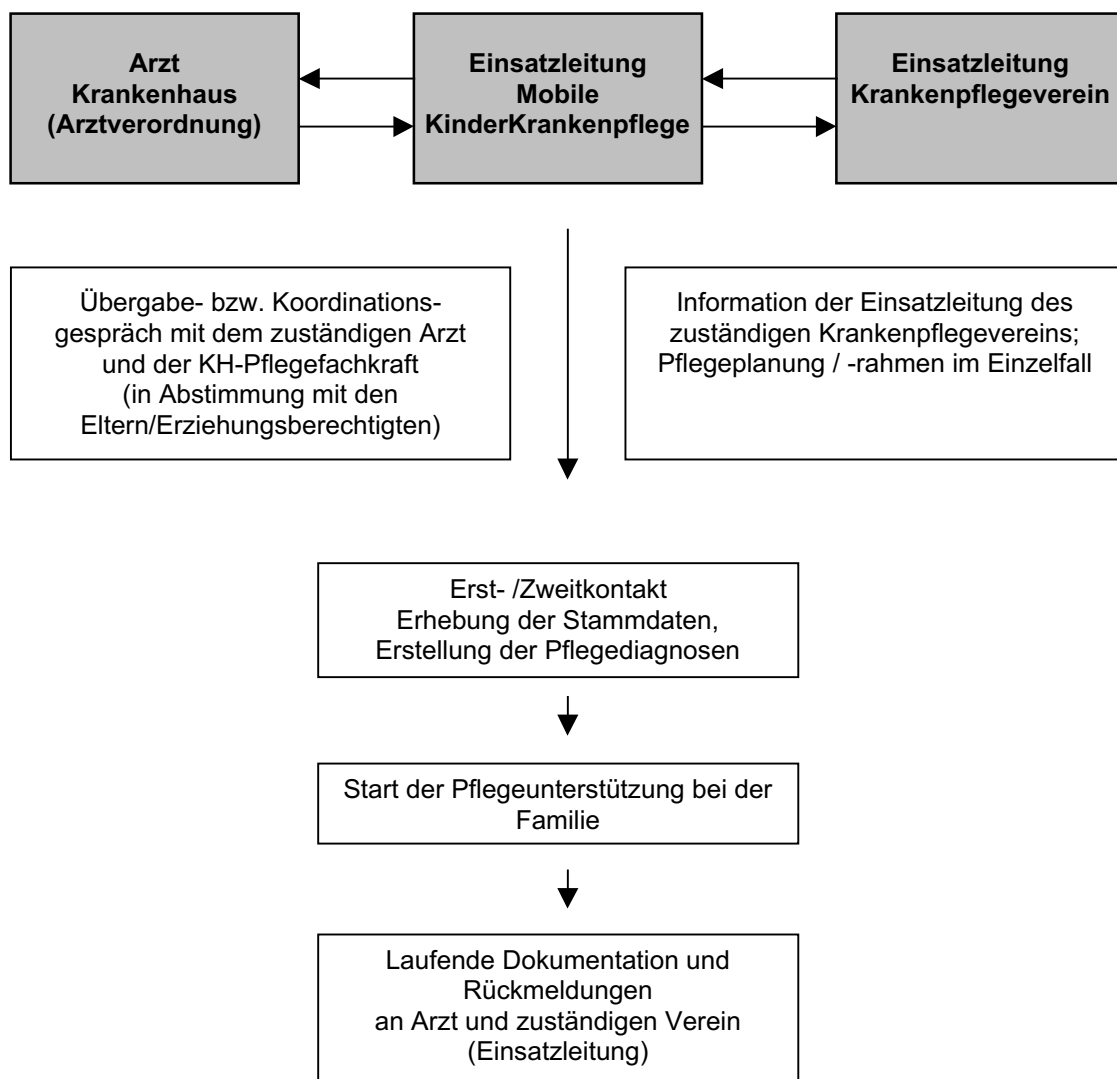 Arzt
Krankenhaus
(Arztverordnung)
Einsatzleitung
Mobile
KinderKrankenpflege
Einsatzleitung
Krankenpflegeverein
Übergabe- bzw. Koordinations-
gespräch mit dem zuständigen Arzt
und der KH-Pflegefachkraft
(in Abstimmung mit den
Eltern/Erziehungsberechtigten)
Information der Einsatzleitung des
zuständigen Krankenpflegevereins;
Pflegeplanung / -rahmen im Einzelfall
Erst- /Zweitkontakt
Erhebung der Stammdaten,
Erstellung der Pflegediagnosen
Start der Pflegeunterstützung bei der
Familie
Laufende Dokumentation und
Rückmeldungen
an Arzt und zuständigen Verein
(Einsatzleitung)